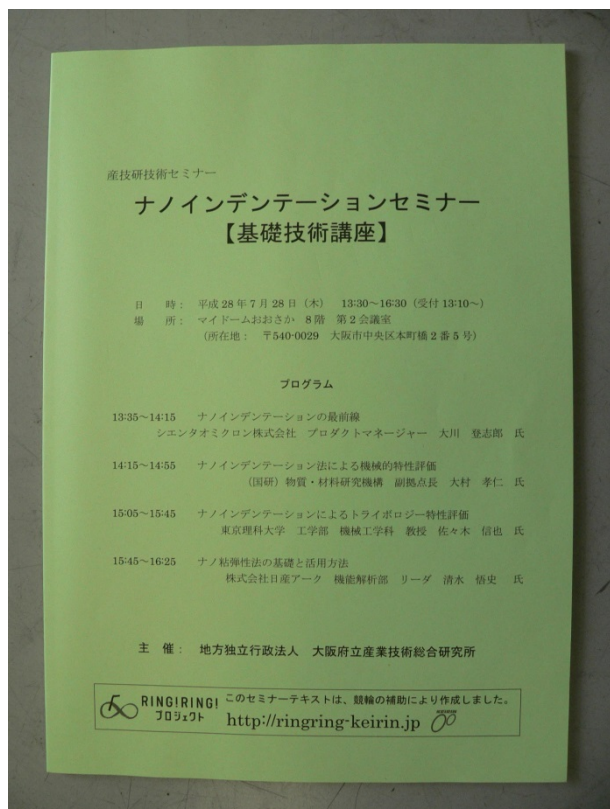 産技研技術セミナー
ナノインデンテーションセミナー
【基礎技術講座】
日 時： 平成28年7月28日（木） 13:30～16:30（受付13:10～）
場 所： マイドームおおさか 8階 第2会議室
（所在地： 〒540-0029 大阪市中央区本町橋2番5号）
プログラム
13:35～14:15 ナノインデンテーションの最前線
シエンタオミクロン株式会社 プロダクトマネージャー 大川 登志郎 氏
14:15～14:55 ナノインデンテーション法による機械的特性評価
（国研）物質・材料研究機構 副拠点長 大村 孝仁 氏
15:05～15:45 ナノインデンテーションによるトライボロジー特性評価
東京理科大学 工学部 機械工学科 教授 佐々木 信也 氏
15:45～16:25 ナノ粘弾性法の基礎と活用方法
株式会社日産アーク 機能解析部 リーダ 清水 悟史 氏
主 催： 地方独立行政法人 大阪府立産業技術総合研究所
RING!RING!
プロジェクト
このセミナーテキストは、競輪の補助により作成しました。
http://ringring-keirin.jp